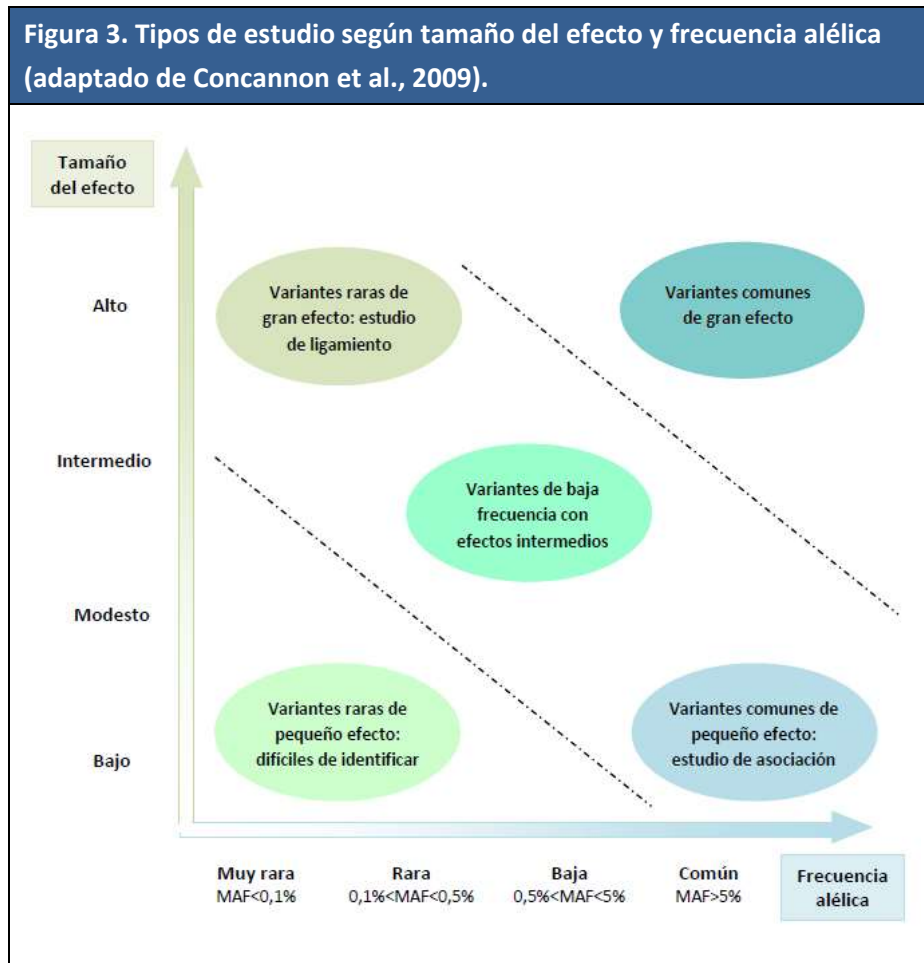 Figura 3. Tipos de estudio según tamaño del efecto y frecuencia alélica
(adaptado de Concannon et al., 2009).
Tamaño
del efecto
Alto
Variantes raras de
gran efecto: estudio
de ligamiento
Variantes comunes
de gran efecto
Intermedio
Variantes de baja
frecuencia con
efectos intermedios
Modesto
Bajo
Variantes raras de
pequeño efecto:
difíciles de identificar
Variantes comunes de
pequeño efecto:
estudio de asociación
Muy rara
MAF<0,1%
Rara
0,1%<MAF<0,5%
Baja
0,5%<MAF<5%
Común
MAF>5%
Frecuencia
alélica